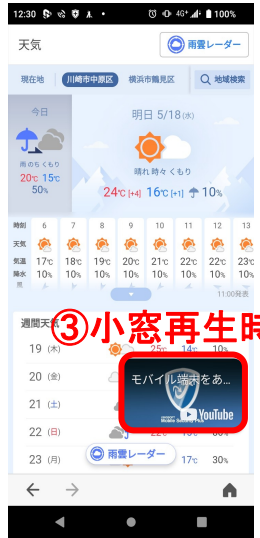 12:30 4G+ 100%
天気 雨雲レーダー
現在地 川崎市中原区 横浜市鶴見区 地域検索
今日
雨のちくもり
20℃ 15℃
50%
明日 5/18(水)
晴れ 時々 くもり
24℃ [+4] 16℃ [+1] 10%
時刻 6 7 8 9 10 11 12 13
天気
気温 17℃ 18℃ 19℃ 20℃ 21℃ 22℃ 22℃ 23℃
降水 10% 10% 10% 10% 10% 10% 10% 10%
風
11:00発表
週間天気
③小窓再生時
19 (木) 25℃ 14℃ 10%
20 (金)
21 (土)
22 (日)
23 (月) 17℃ 30%
モバイル端末をあ...
YouTube
雨雲レーダー